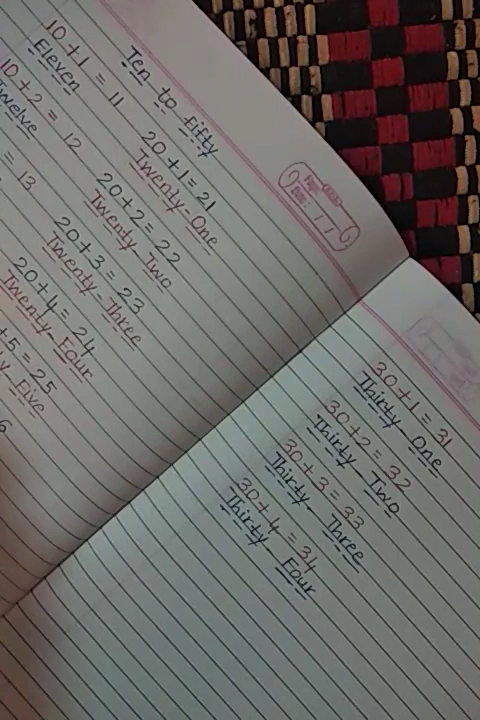 Ten to fifty
10 + 1 = 11
Eleven
10 + 2 = 12
Twelve
= 13
20 + 1 = 21
Twenty-One
20 + 2 = 22
Twenty-Two
20 + 3 = 23
Twenty-Three
20 + 4 = 24
Twenty-Four
+5 = 25
Five
6
30 + 1 = 31
Thirty-One
30 + 2 = 32
Thirty-Two
30 + 3 = 33
Thirty-Three
30 + 4 = 34
Thirty-Four